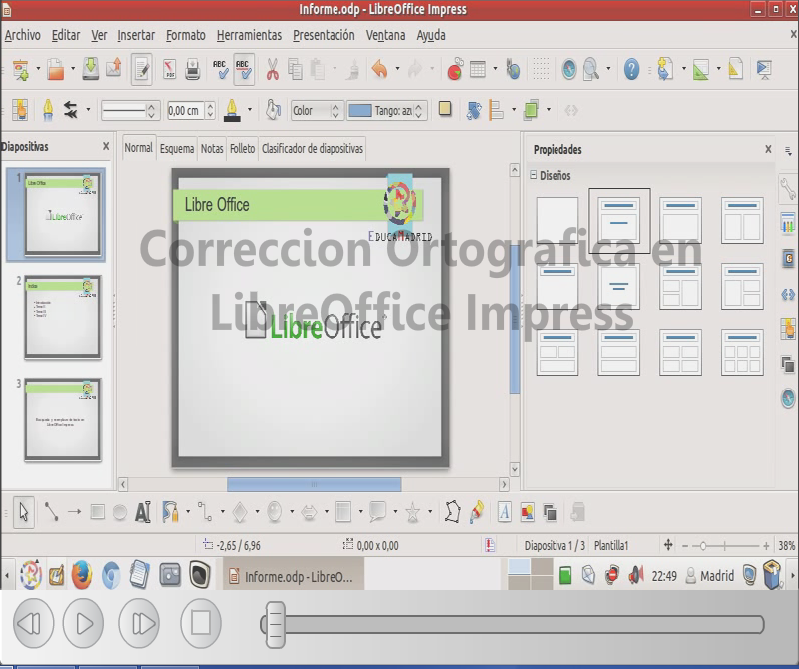 Informe.odp - LibreOffice Impress
Archivo Editar Ver Insertar Formato Herramientas Presentación Ventana Ayuda
0,00 cm
Color
Tango: azu
Diapositivas
Normal Esquema Notas Folleto Clasificador de diapositivas
Propiedades
Diseños
1
Libre Office
LibreOffice
2
3
Libre Office
EDUCAMADRID
Correccion Ortografica en
LibreOffice Impress
LibreOffice
-2,65 / 6,96
0,00 x 0,00
Diapositiva 1 / 3
Plantilla1
38%
Informe.odp - LibreO...
22:49
Madrid